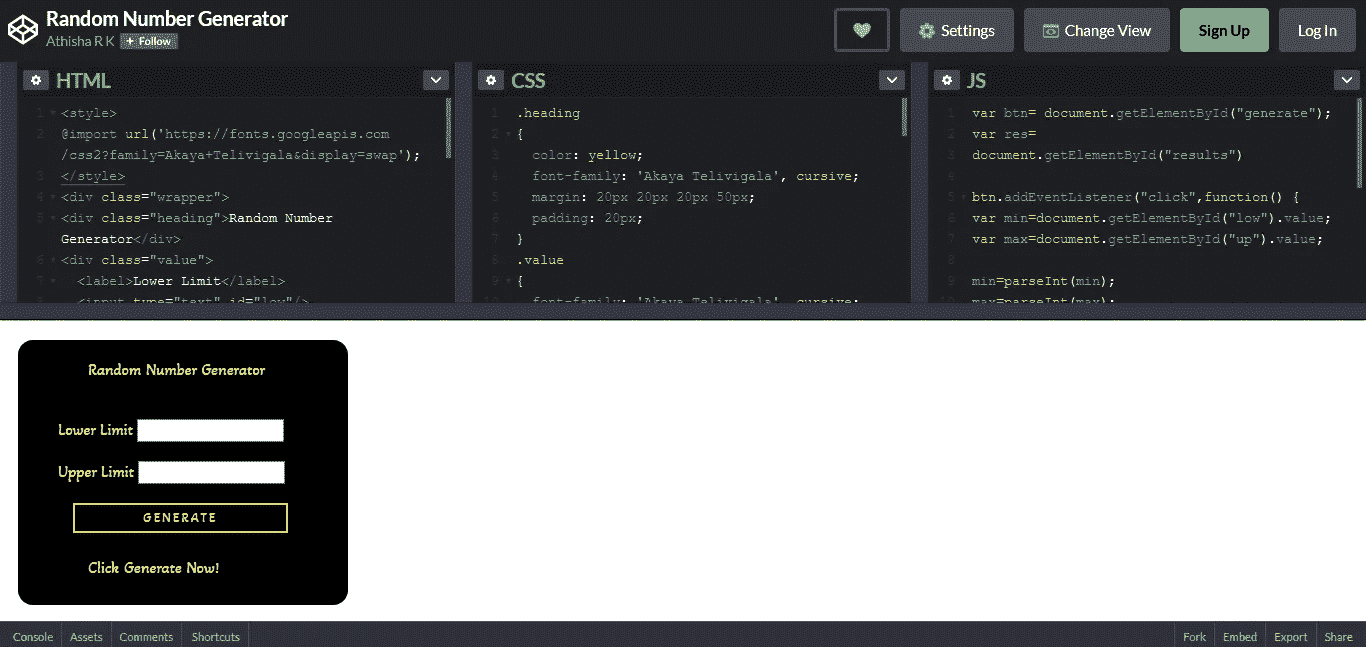 Random Number Generator
Athisha R K + Follow
Settings
Change View
Sign Up
Log In
HTML
1 <style>
2 @import url('https://fonts.googleapis.com
/css2?family=Akaya+Telivigala&display=swap');
3 </style>
4 <div class="wrapper">
5 <div class="heading">Random Number
Generator</div>
6 <div class="value">
7 <label>Lower Limit</label>
8 <input type="text" id="low"/>
CSS
1 .heading
2 {
3 color: yellow;
4 font-family: 'Akaya Telivigala', cursive;
5 margin: 20px 20px 20px 50px;
6 padding: 20px;
7 }
8 .value
9 {
10 font-family: 'Akaya Telivigala', cursive;
JS
1 var btn= document.getElementById("generate");
2 var res=
3 document.getElementById("results")
4
5 btn.addEventListener("click",function() {
6 var min=document.getElementById("low").value;
7 var max=document.getElementById("up").value;
8
9 min=parseInt(min);
10 max=parseInt(max);
Random Number Generator
Lower Limit
Upper Limit
GENERATE
Click Generate Now!
Console
Assets
Comments
Shortcuts
Fork
Embed
Export
Share